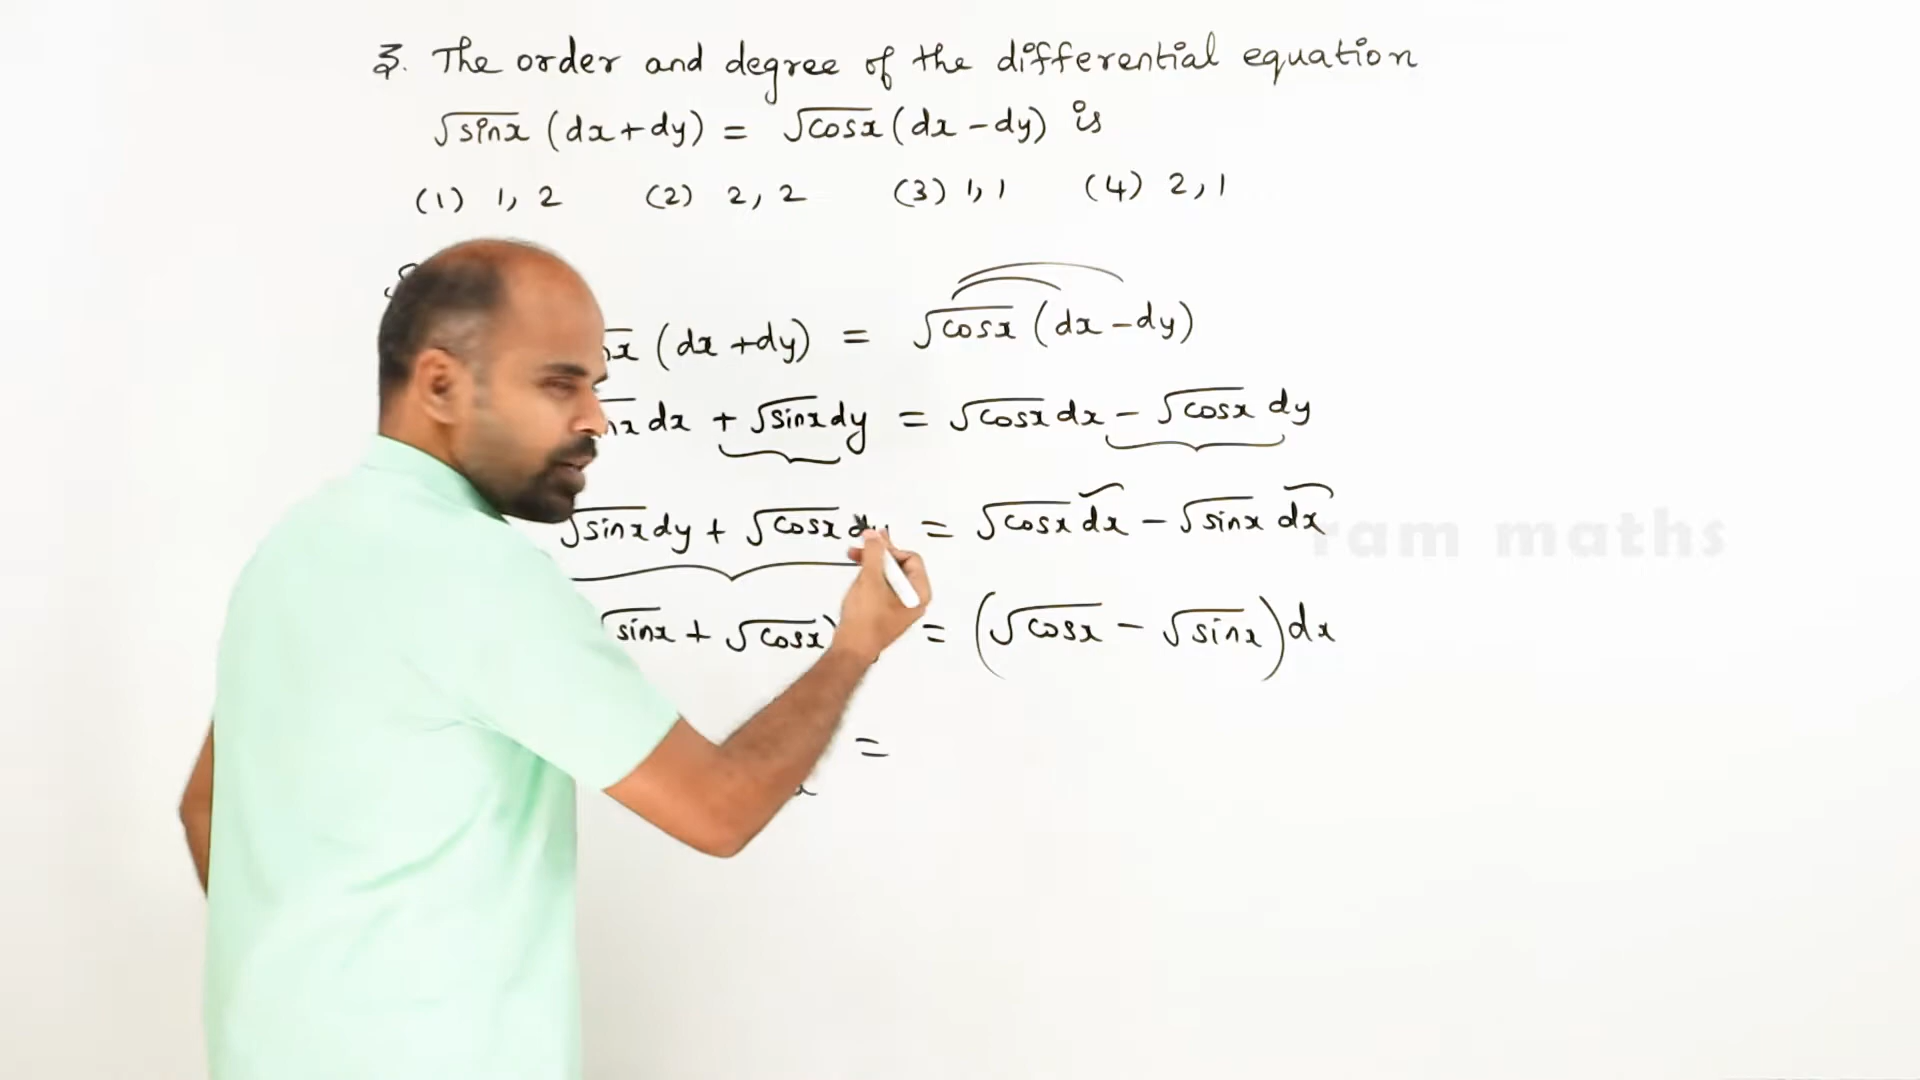 3. The order and degree of the differential equation
√sinx (dx+dy) = √cosx (dx-dy) is
(1) 1, 2 (2) 2, 2 (3) 1, 1 (4) 2, 1
(dx+dy) = √cosx (dx-dy)
dx + √sinx dy = √cosx dx - √cosx dy
√sinx dy + √cosx dy = √cosx dx - √sinx dx
ram maths
√sinx + √cosx) = (√cosx - √sinx) dx
=